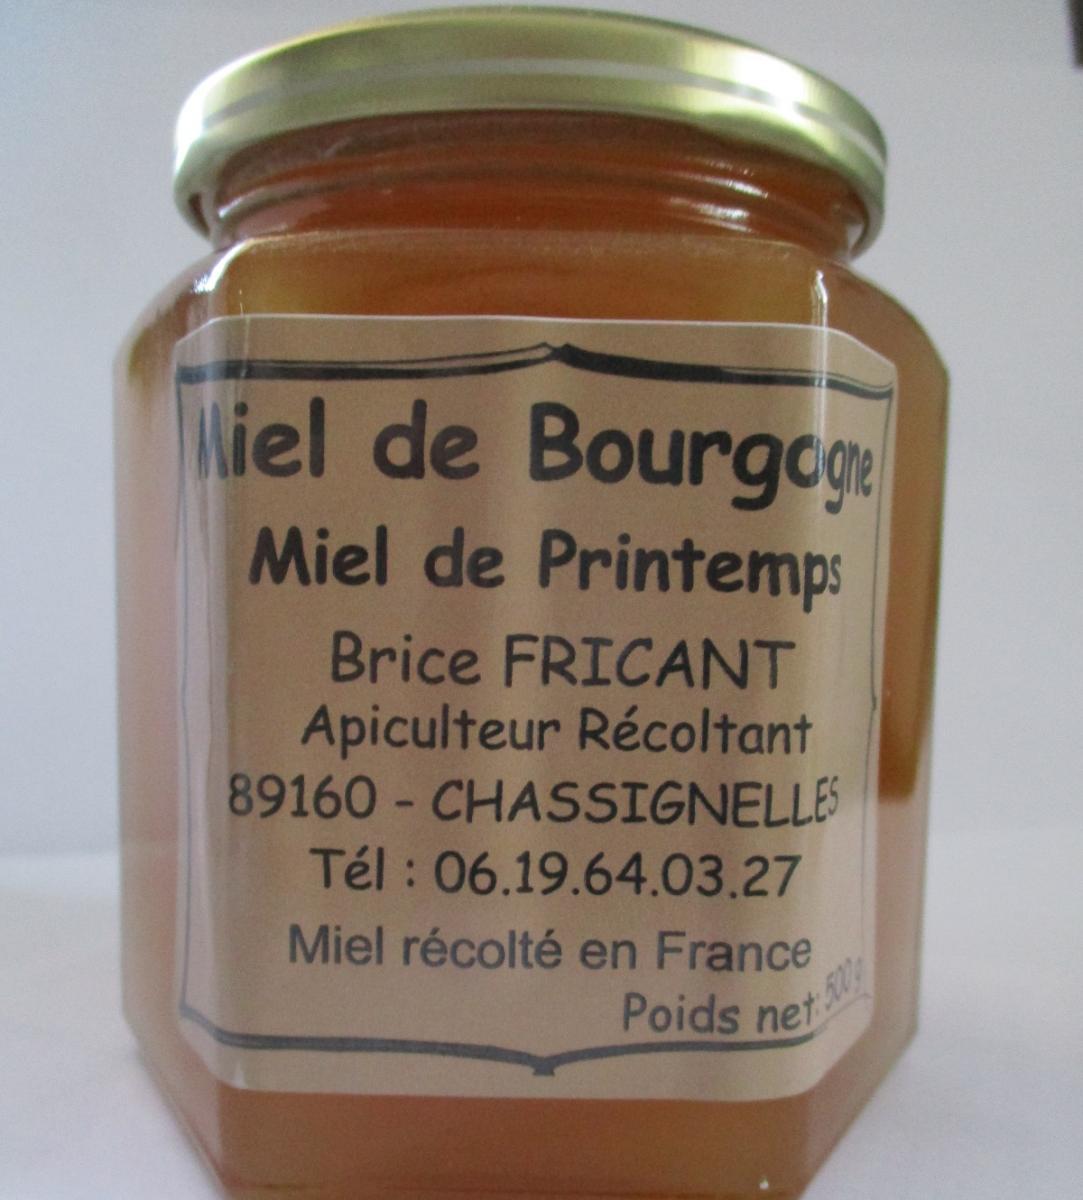 Miel de Bourgogne
Miel de Printemps
Brice FRICANT
Apiculteur Récoltant
89160 - CHASSIGNELLES
Tél : 06.19.64.03.27
Miel récolté en France
Poids net: 500 g